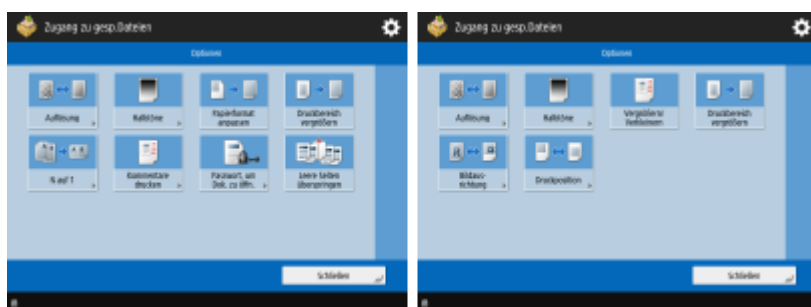 Zugang zu gesp.Dateien
Optionen
Auflösung
Halbtöne
Papierformat
anpassen
Druckbereich
vergrößern
N auf 1
Kommentare
drucken
Passwort, um
Dok. zu öffn.
Leere Seiten
überspringen
Schließen
Zugang zu gesp.Dateien
Optionen
Auflösung
Halbtöne
Vergrößern/
Verkleinern
Druckbereich
vergrößern
Bildaus-
richtung
Druckposition
Schließen